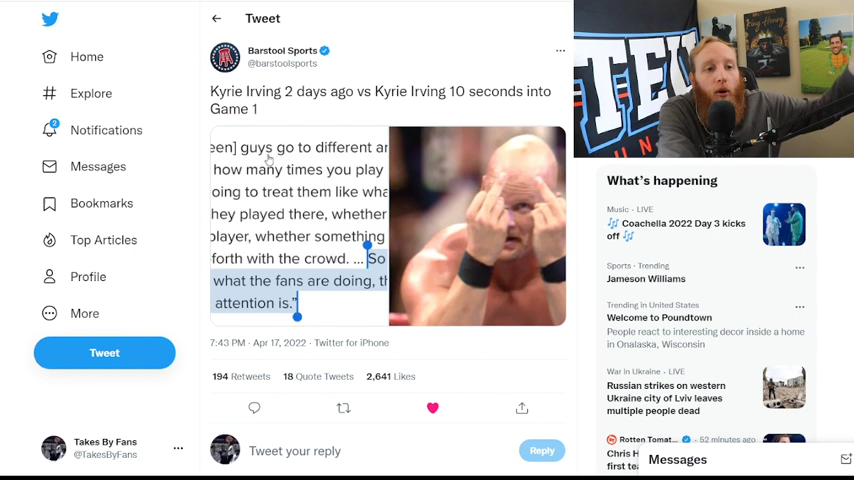 Tweet
Home
Explore
2
Notifications
Messages
Bookmarks
Top Articles
Profile
More
Tweet
Takes By Fans
@TakesByFans
Barstool Sports
@barstoolsports
Kyrie Irving 2 days ago vs Kyrie Irving 10 seconds into
Game 1
een] guys go to different ar
how many times you play
oing to treat them like wha
hey played there, whether
player, whether something
forth with the crowd. ... So
what the fans are doing, th
attention is."
7:43 PM · Apr 17, 2022 · Twitter for iPhone
194 Retweets 18 Quote Tweets 2,641 Likes
Tweet your reply
Reply
What's happening
Music · LIVE
Coachella 2022 Day 3 kicks
off
Sports · Trending
Jameson Williams
Trending in United States
Welcome to Poundtown
People react to interesting decor inside a home
in Onalaska, Wisconsin
War in Ukraine · LIVE
Russian strikes on western
Ukraine city of Lviv leaves
multiple people dead
Rotten Tomat... · 52 minutes ago
Chris H
first tea
Messages